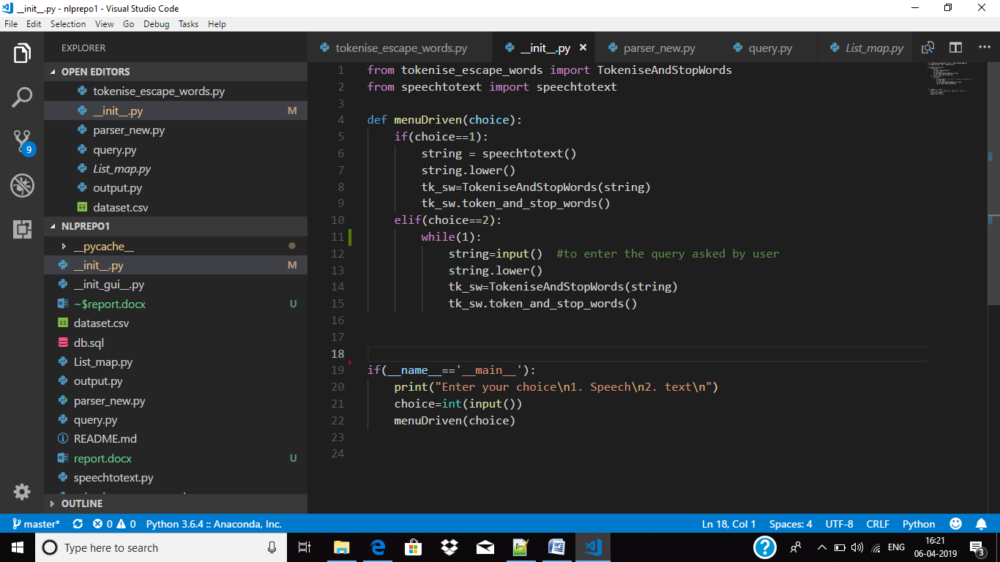 __init__.py - nlprepo1 - Visual Studio Code
File Edit Selection View Go Debug Tasks Help
EXPLORER
OPEN EDITORS
tokenise_escape_words.py
__init__.py M
parser_new.py
query.py
List_map.py
output.py
dataset.csv
NLPREPO1
__pycache__
__init__.py M
__init_gui__.py
~$report.docx U
dataset.csv
db.sql
List_map.py
output.py
parser_new.py
query.py
README.md
report.docx U
speechtotext.py
OUTLINE
9
tokenise_escape_words.py __init__.py parser_new.py query.py List_map.py
1 from tokenise_escape_words import TokeniseAndStopWords
2 from speechtotext import speechtotext
3
4 def menuDriven(choice):
5 if(choice==1):
6 string = speechtotext()
7 string.lower()
8 tk_sw=TokeniseAndStopWords(string)
9 tk_sw.token_and_stop_words()
10 elif(choice==2):
11 while(1):
12 string=input() #to enter the query asked by user
13 string.lower()
14 tk_sw=TokeniseAndStopWords(string)
15 tk_sw.token_and_stop_words()
16
17
18
19 if(__name__=='__main__'):
20 print("Enter your choice\n1. Speech\n2. text\n")
21 choice=int(input())
22 menuDriven(choice)
23
24
master* 0 0 Python 3.6.4 :: Anaconda, Inc. Ln 18, Col 1 Spaces: 4 UTF-8 CRLF Python
Type here to search
ENG
16:21
06-04-2019
3